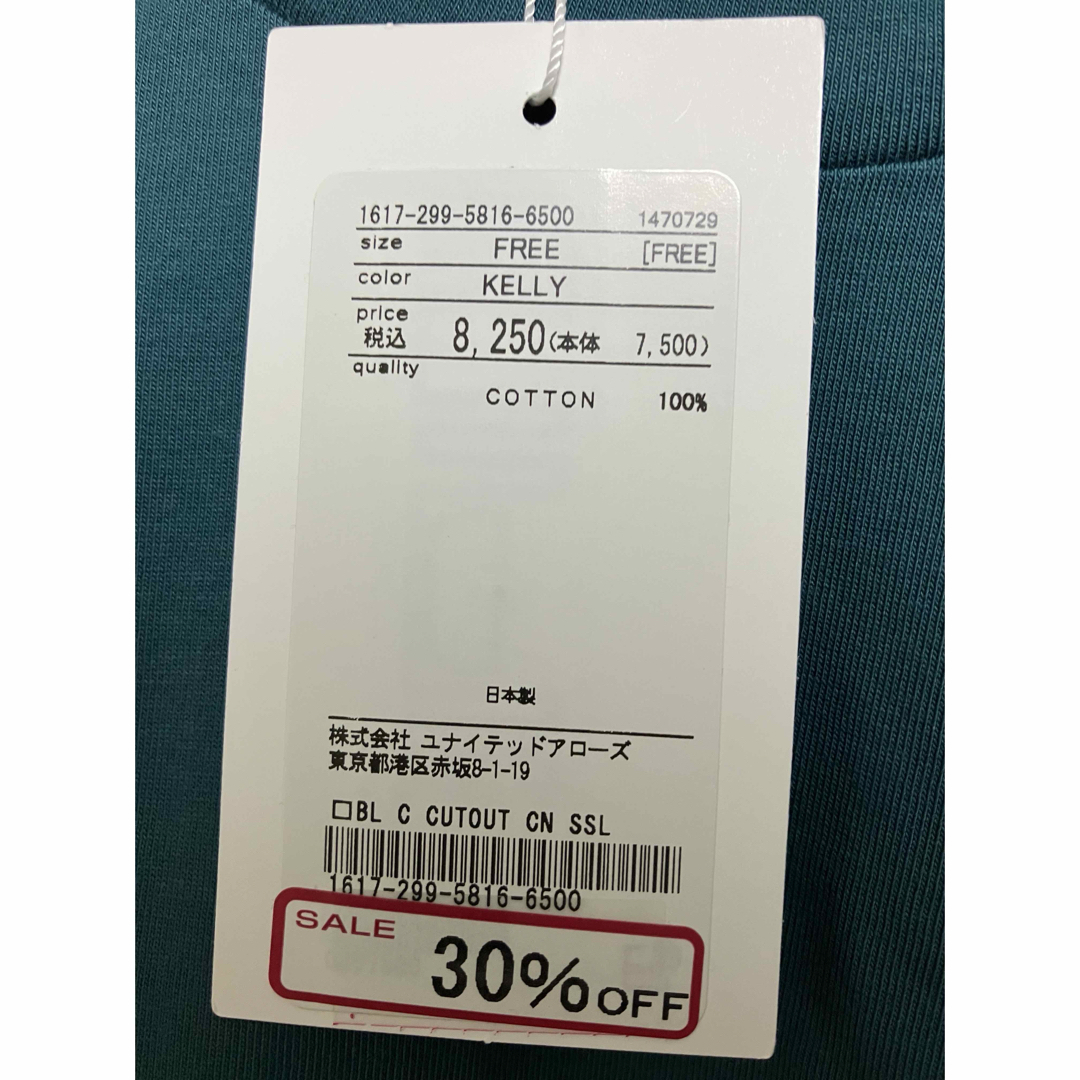 1617-299-5816-6500 1470729
size FREE [FREE]
color KELLY
price
税込 8,250(本体 7,500)
quality
COTTON 100%
日本製
株式会社 ユナイテッドアローズ
東京都港区赤坂8-1-19
□BL C CUTOUT CN SSL
1617-299-5816-6500
SALE
30%OFF